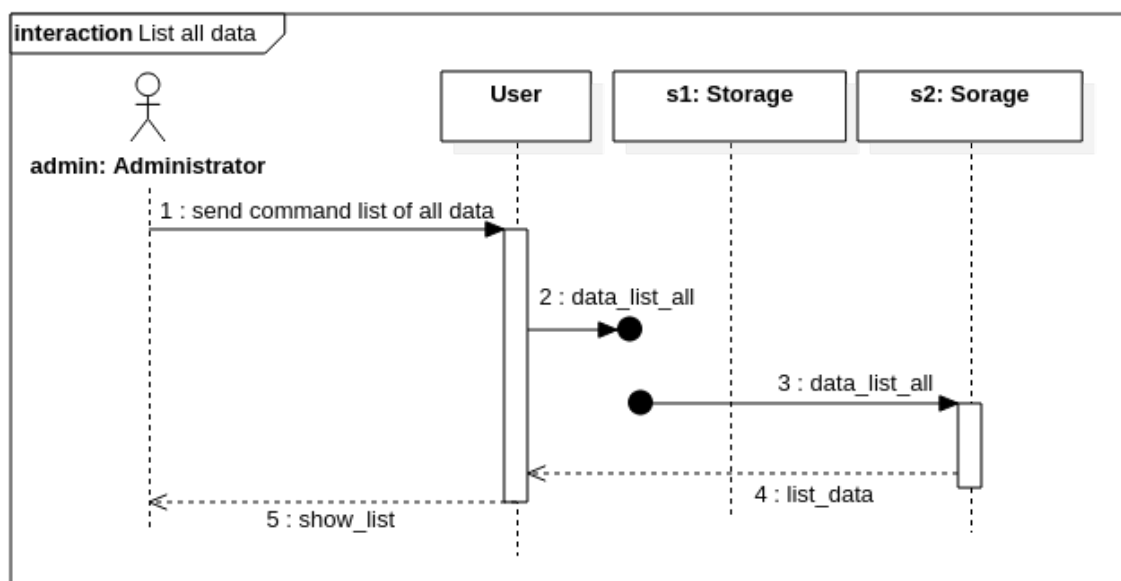 interaction List all data
User
s1: Storage
s2: Sorage
admin: Administrator
1 : send command list of all data
2 : data_list_all
3 : data_list_all
4 : list_data
5 : show_list